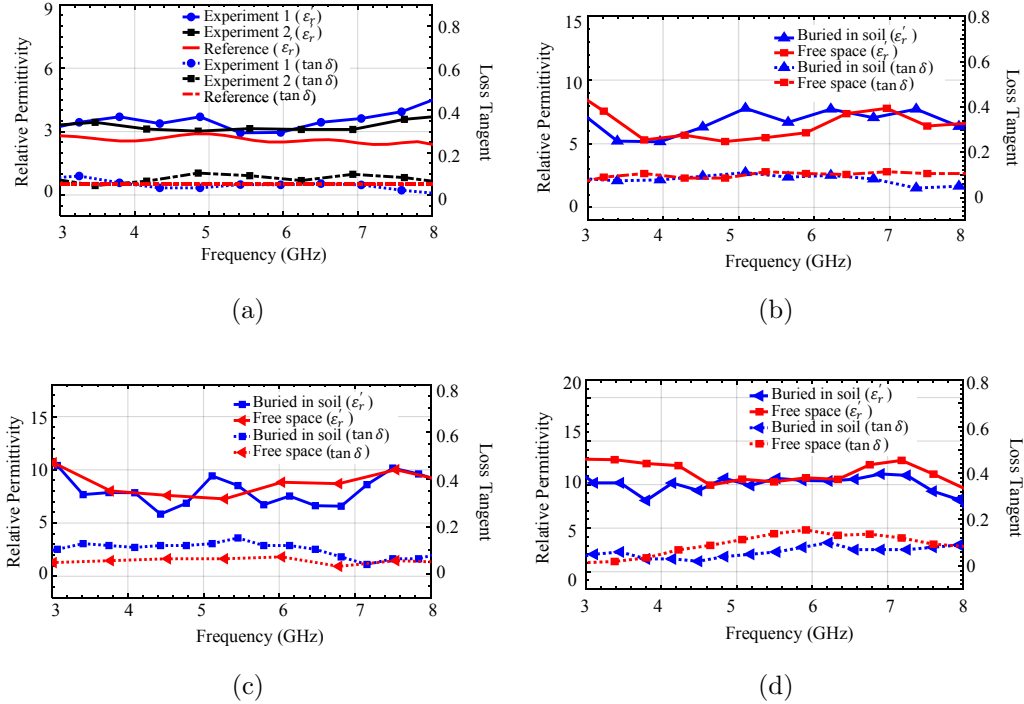 9
6
3
0
Relative Permittivity
Experiment 1 (ε′r)
Experiment 2 (ε′r)
Reference (εr)
Experiment 1 (tan δ)
Experiment 2 (tan δ)
Reference (tan δ)
0.8
0.6
0.4
0.2
0
Loss Tangent
3 4 5 6 7 8
Frequency (GHz)
(a)
15
10
5
0
Relative Permittivity
Buried in soil (ε′r)
Free space (ε′r)
Buried in soil (tan δ)
Free space (tan δ)
0.8
0.6
0.4
0.2
0
Loss Tangent
3 4 5 6 7 8
Frequency (GHz)
(b)
15
10
5
0
Relative Permittivity
Buried in soil (ε′r)
Free space (ε′r)
Buried in soil (tan δ)
Free space (tan δ)
0.8
0.6
0.4
0.2
0
Loss Tangent
3 4 5 6 7 8
Frequency (GHz)
(c)
20
15
10
5
0
Relative Permittivity
Buried in soil (ε′r)
Free space (ε′r)
Buried in soil (tan δ)
Free space (tan δ)
0.8
0.6
0.4
0.2
0
Loss Tangent
3 4 5 6 7 8
Frequency (GHz)
(d)